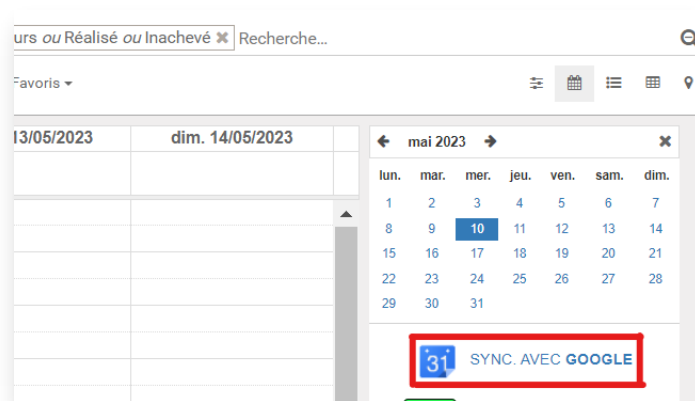 urs ou Réalisé ou Inachevé ✖ Recherche...
Favoris
13/05/2023 dim. 14/05/2023
mai 2023
lun. mar. mer. jeu. ven. sam. dim.
1 2 3 4 5 6 7
8 9 10 11 12 13 14
15 16 17 18 19 20 21
22 23 24 25 26 27 28
29 30 31
31 SYNC. AVEC GOOGLE